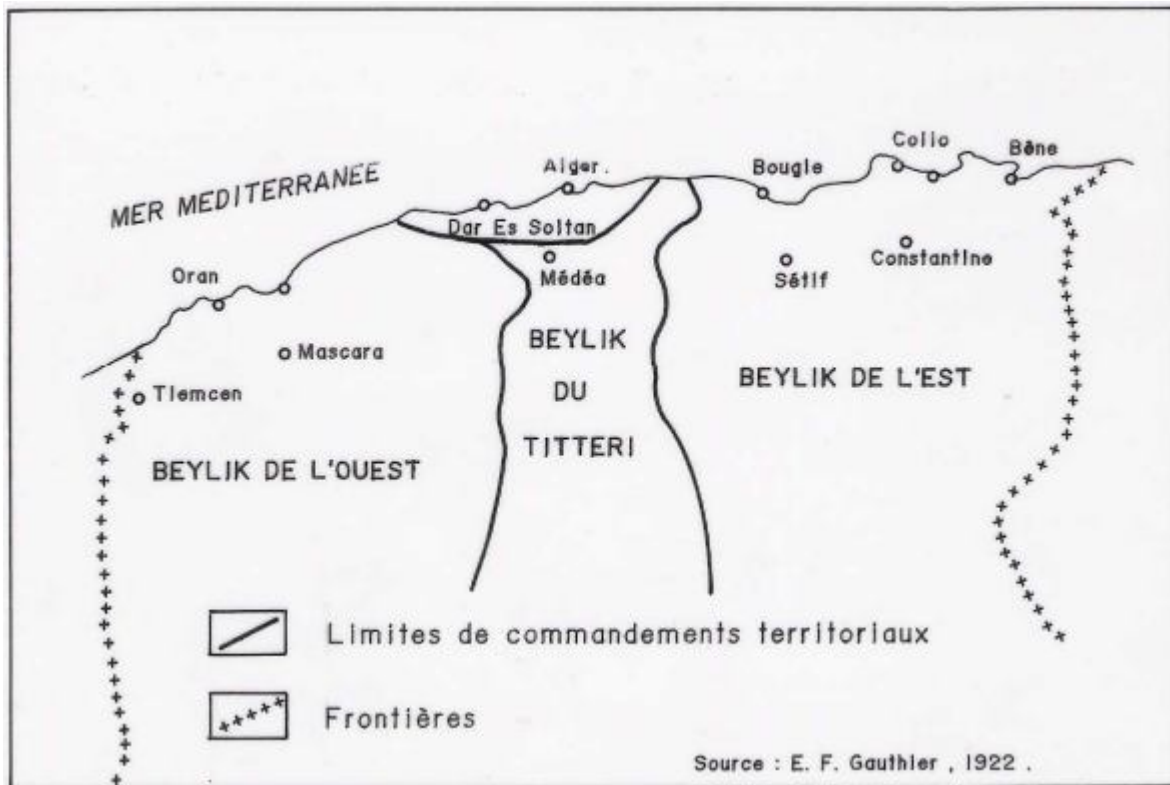 MER MEDITERRANEE
Alger.
Bougie
Collo
Bône
Dar Es Soltan
Médéa
Sétif
Constantine
Oran
Mascara
Tlemcen
BEYLIK
DU
TITTERI
BEYLIK DE L'EST
BEYLIK DE L'OUEST
Limites de commandements territoriaux
Frontières
Source : E. F. Gauthier , 1922 .